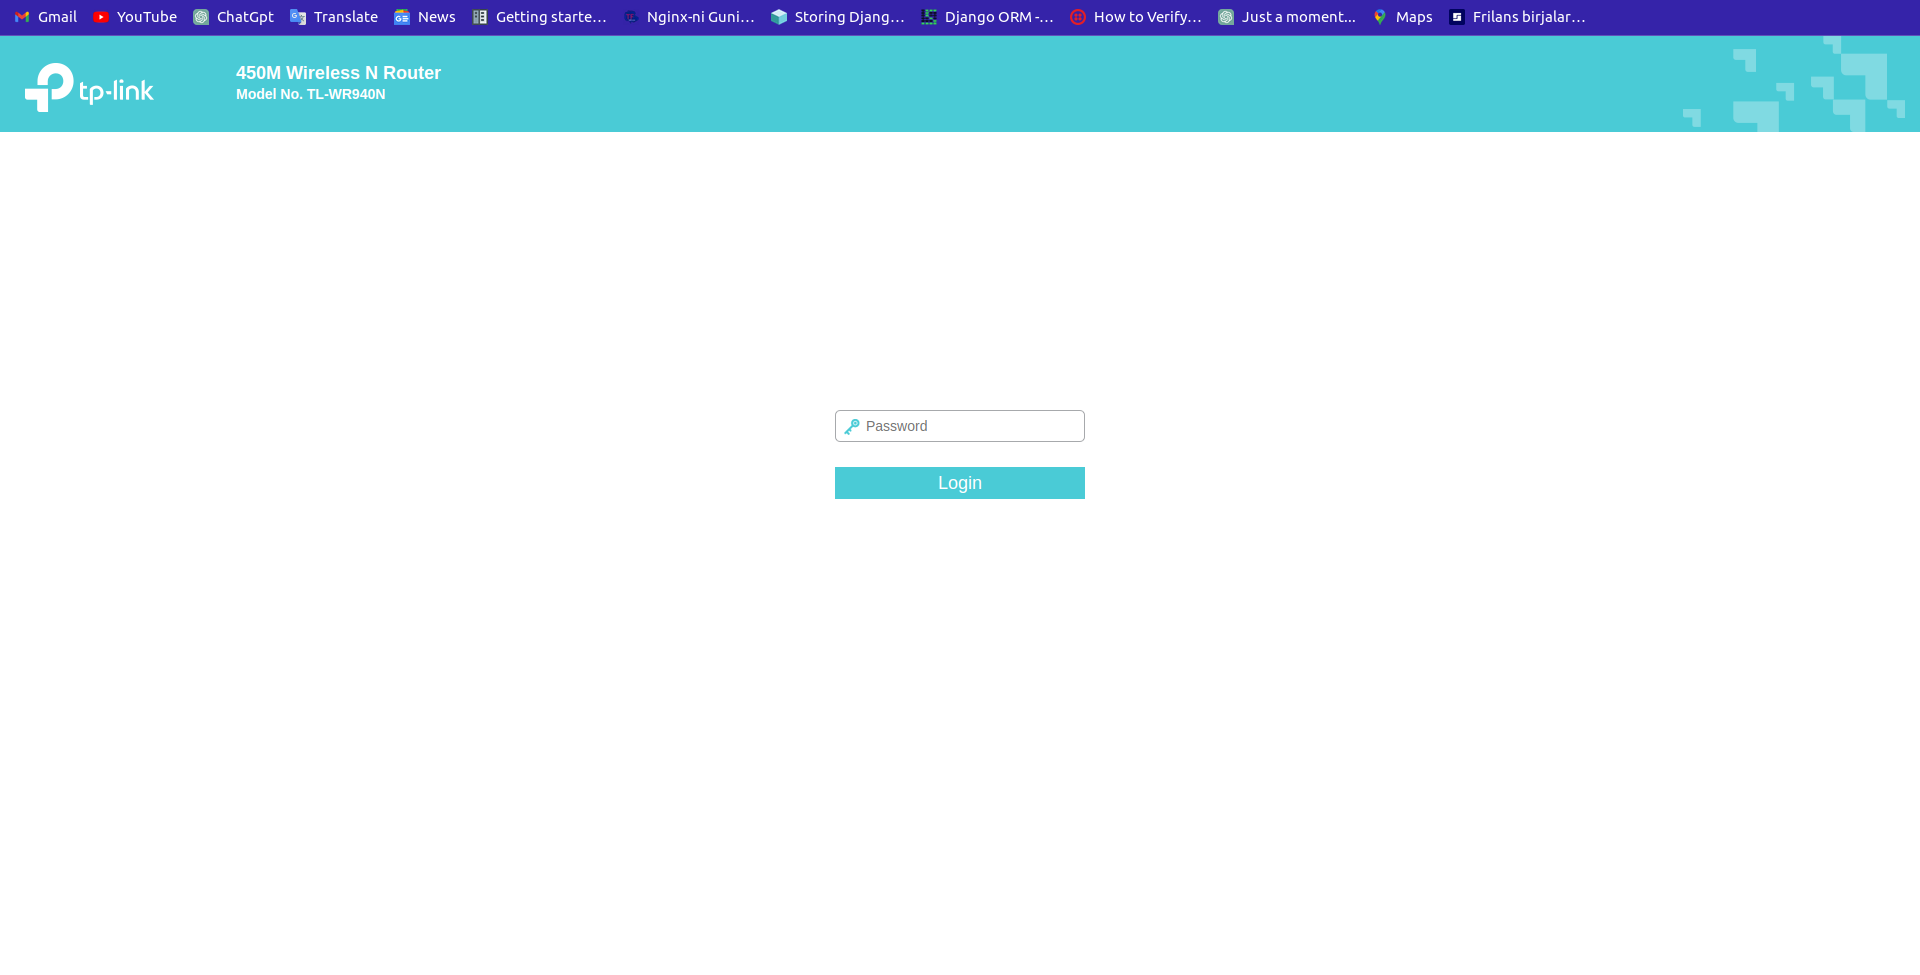 Gmail YouTube ChatGpt Translate News Getting starte… Nginx-ni Guni… Storing Djang… Django ORM -… How to Verify… Just a moment... Maps Frilans birjalar…
tp-link
450M Wireless N Router
Model No. TL-WR940N
Password
Login